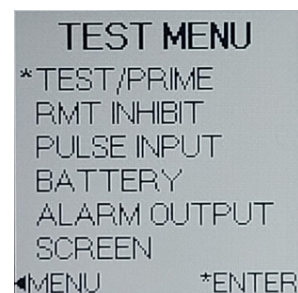 TEST MENU
*TEST/PRIME
RMT INHIBIT
PULSE INPUT
BATTERY
ALARM OUTPUT
SCREEN
◀MENU *ENTER